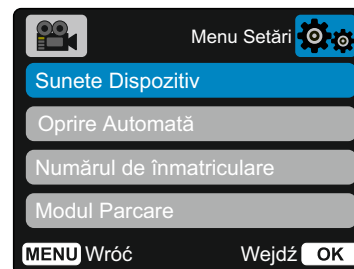 Menu Setări
Sunete Dispozitiv
Oprire Automată
Numărul de înmatriculare
Modul Parcare
MENU Wróć Wejdź OK